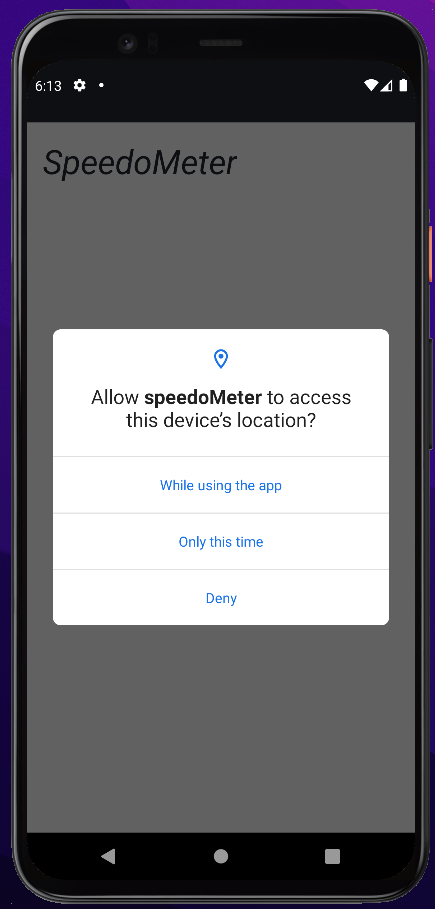 6:13
SpeedoMeter
Allow speedoMeter to access
this device's location?
While using the app
Only this time
Deny